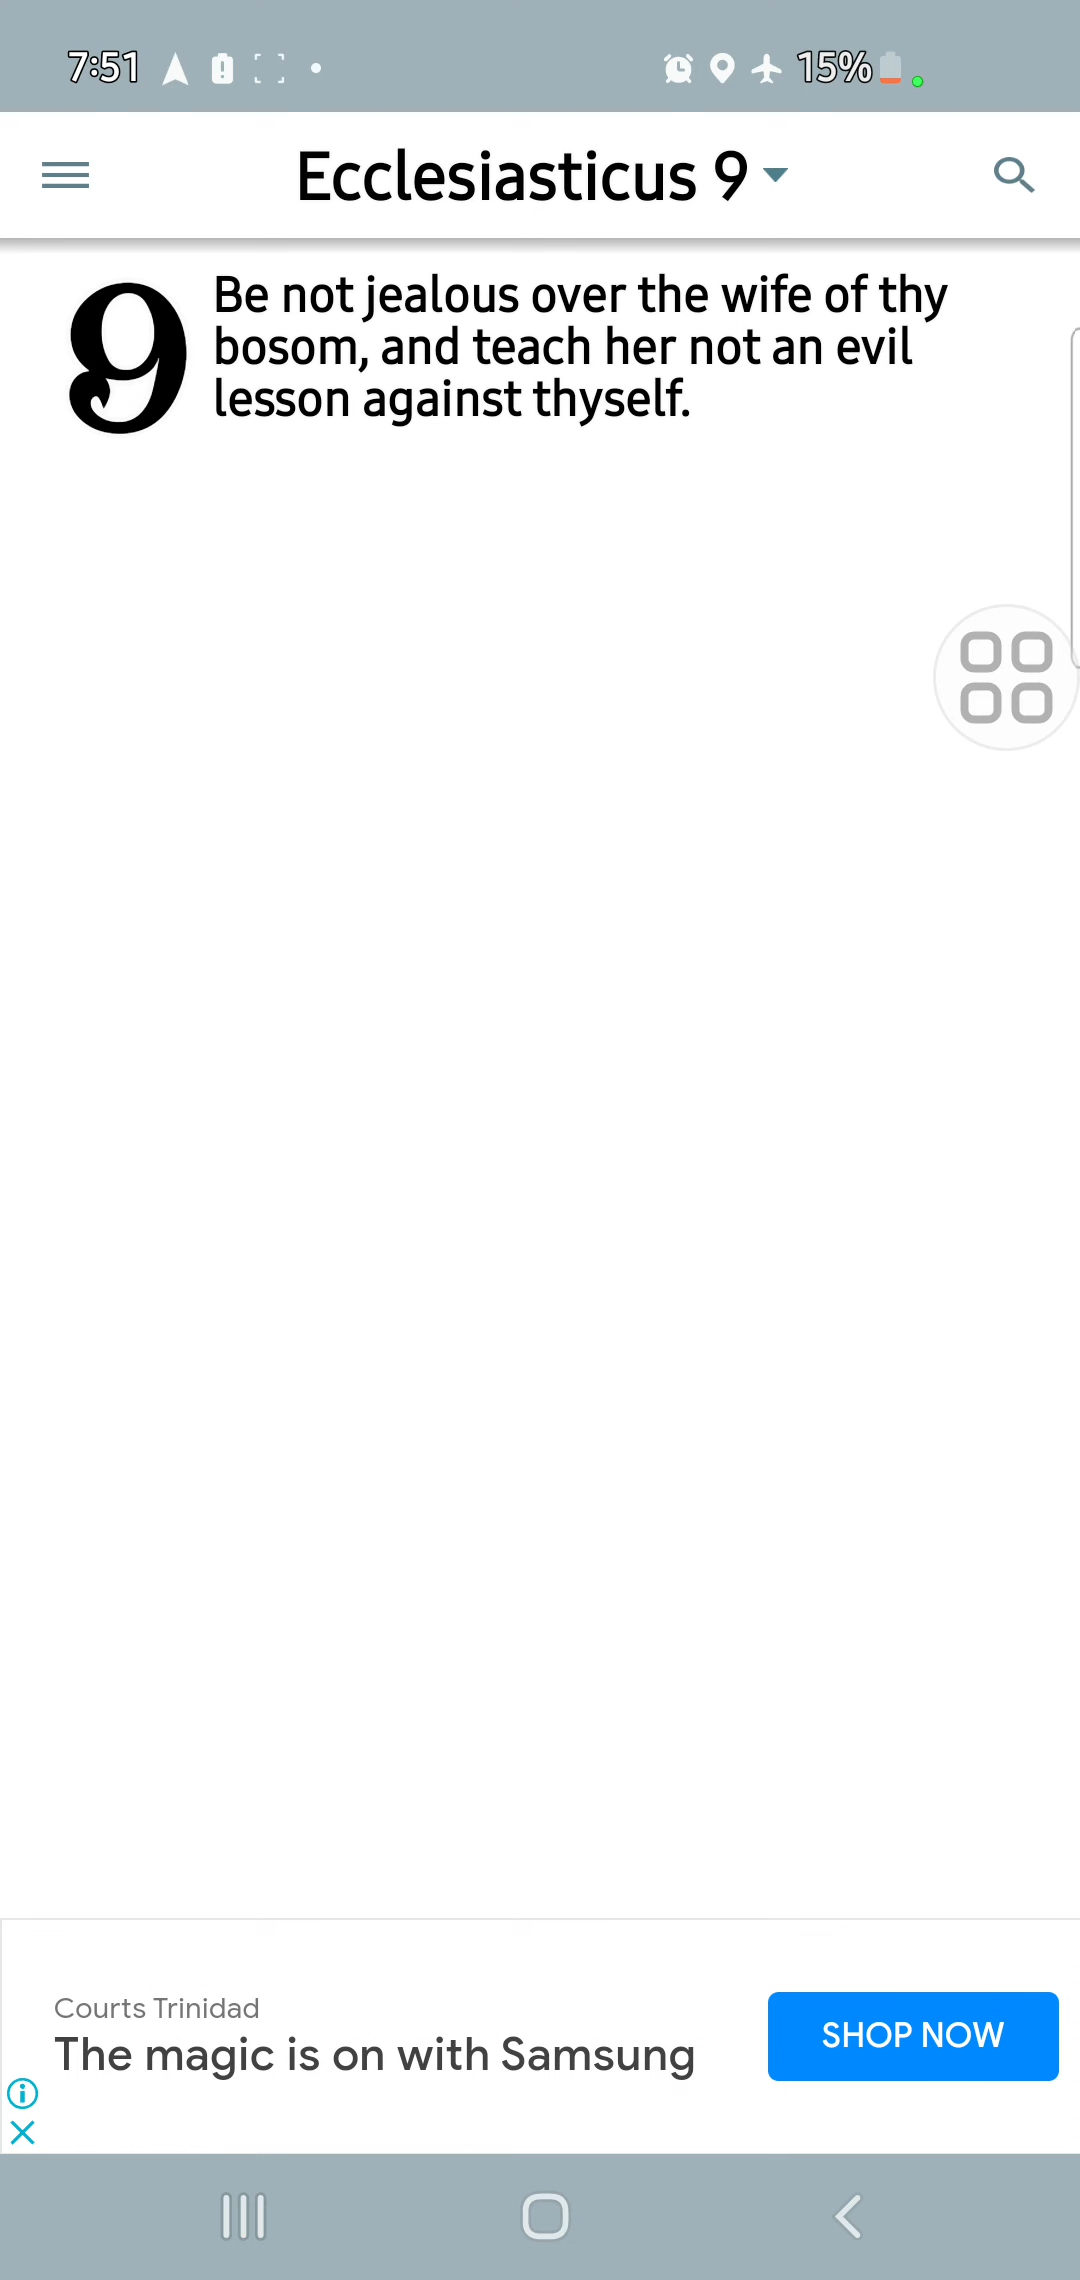 7:51
15%
Ecclesiasticus 9
9 Be not jealous over the wife of thy
bosom, and teach her not an evil
lesson against thyself.
Courts Trinidad
The magic is on with Samsung
SHOP NOW